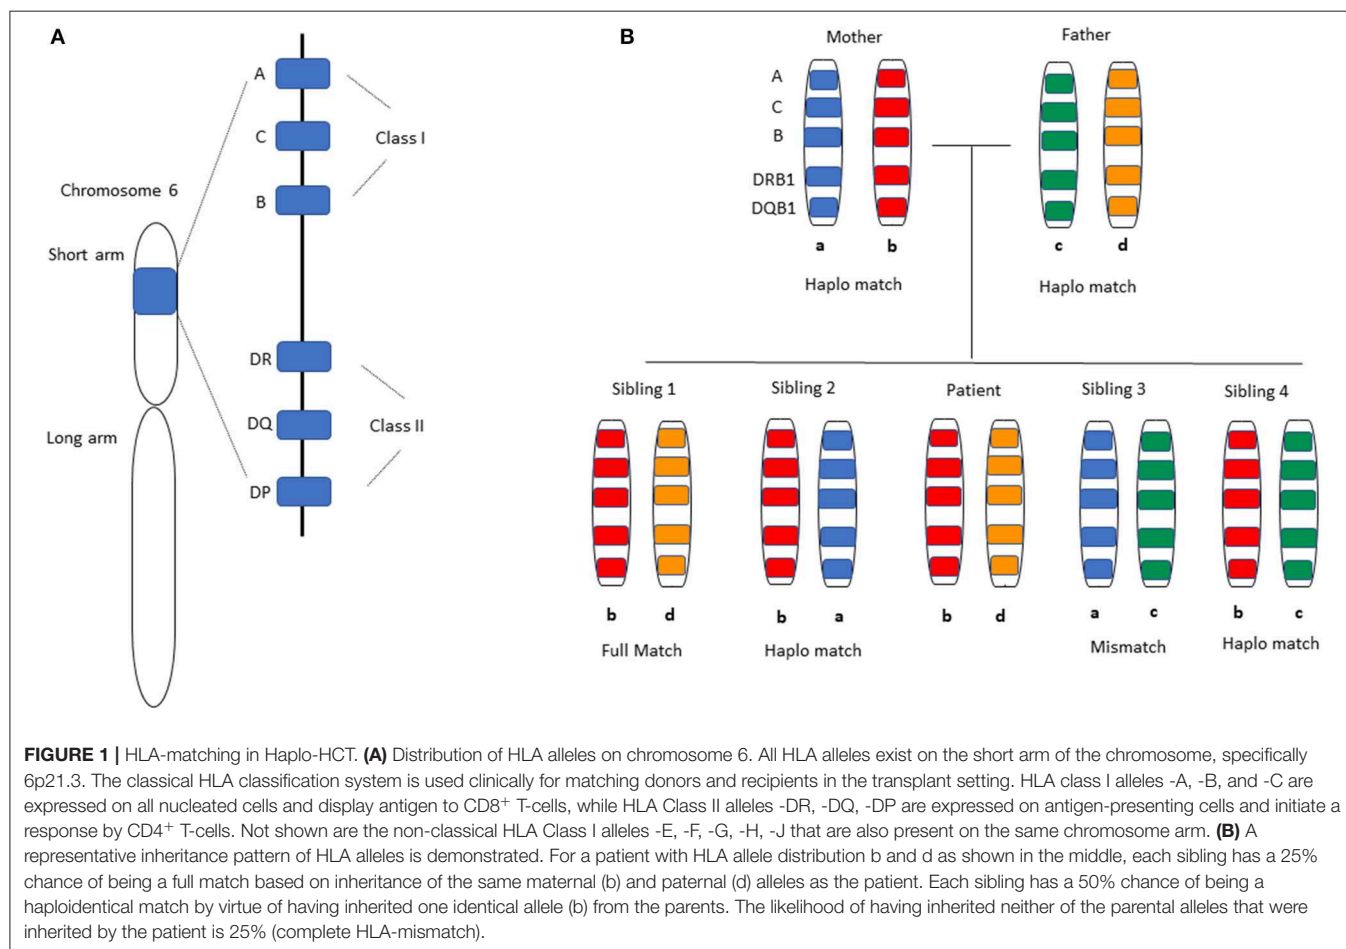 A
A
C
Class I
B
Chromosome 6
Short arm
DR
DQ
Class II
Long arm
DP
B
Mother Father
A
C
B
DRB1
DQB1
a b c d
Haplo match Haplo match
Sibling 1 Sibling 2 Patient Sibling 3 Sibling 4
b d b a b d a c b c
Full Match Haplo match Mismatch Haplo match
FIGURE 1 | HLA-matching in Haplo-HCT. (A) Distribution of HLA alleles on chromosome 6. All HLA alleles exist on the short arm of the chromosome, specifically
6p21.3. The classical HLA classification system is used clinically for matching donors and recipients in the transplant setting. HLA class I alleles -A, -B, and -C are
expressed on all nucleated cells and display antigen to CD8+ T-cells, while HLA Class II alleles -DR, -DQ, -DP are expressed on antigen-presenting cells and initiate a
response by CD4+ T-cells. Not shown are the non-classical HLA Class I alleles -E, -F, -G, -H, -J that are also present on the same chromosome arm. (B) A
representative inheritance pattern of HLA alleles is demonstrated. For a patient with HLA allele distribution b and d as shown in the middle, each sibling has a 25%
chance of being a full match based on inheritance of the same maternal (b) and paternal (d) alleles as the patient. Each sibling has a 50% chance of being a
haploidentical match by virtue of having inherited one identical allele (b) from the parents. The likelihood of having inherited neither of the parental alleles that were
inherited by the patient is 25% (complete HLA-mismatch).